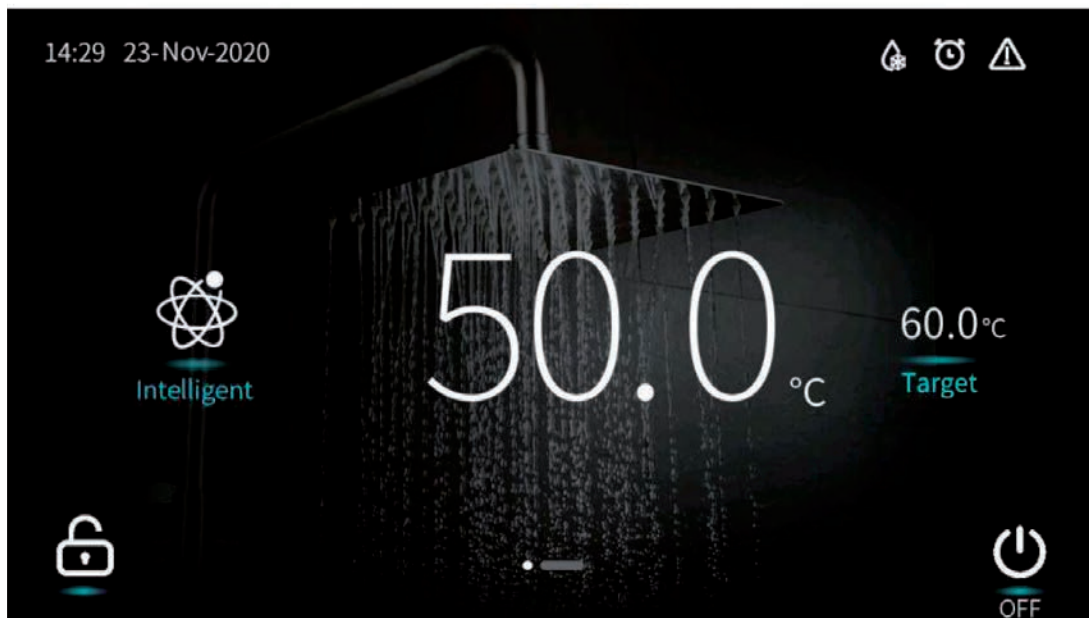 14:29 23-Nov-2020
50.0 °C
60.0 °C
Target
Intelligent
OFF